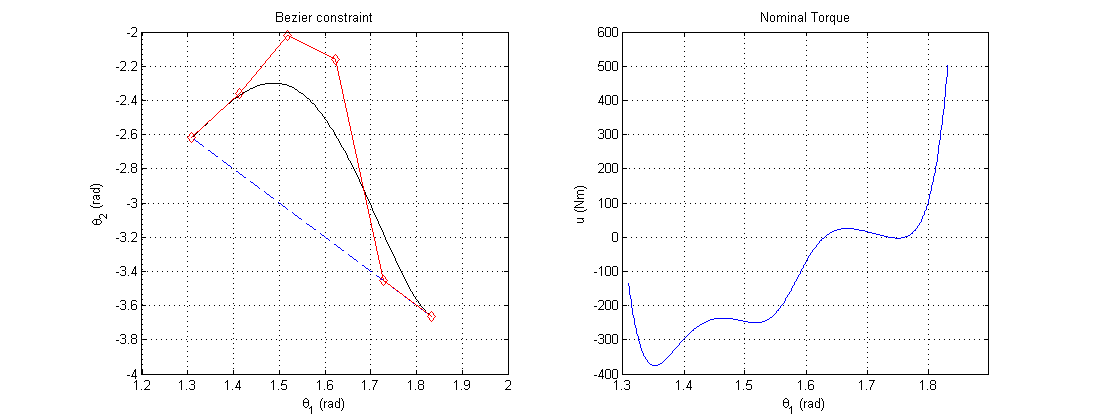 Bezier constraint
-2
-2.2
-2.4
-2.6
-2.8
-3
-3.2
-3.4
-3.6
-3.8
-4
θ2 (rad)
1.2 1.3 1.4 1.5 1.6 1.7 1.8 1.9 2
θ1 (rad)
Nominal Torque
600
500
400
300
200
100
0
-100
-200
-300
-400
u (Nm)
1.3 1.4 1.5 1.6 1.7 1.8
θ1 (rad)